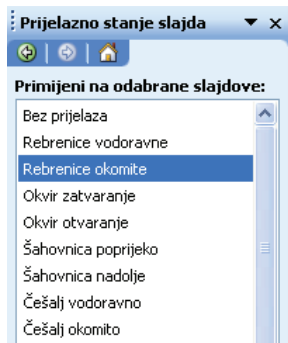 Prijelazno stanje slajda
Primijeni na odabrane slajdove:
Bez prijelaza
Rebrenice vodoravne
Rebrenice okomite
Okvir zatvaranje
Okvir otvaranje
Šahovnica poprijeko
Šahovnica nadolje
Češalj vodoravno
Češalj okomito